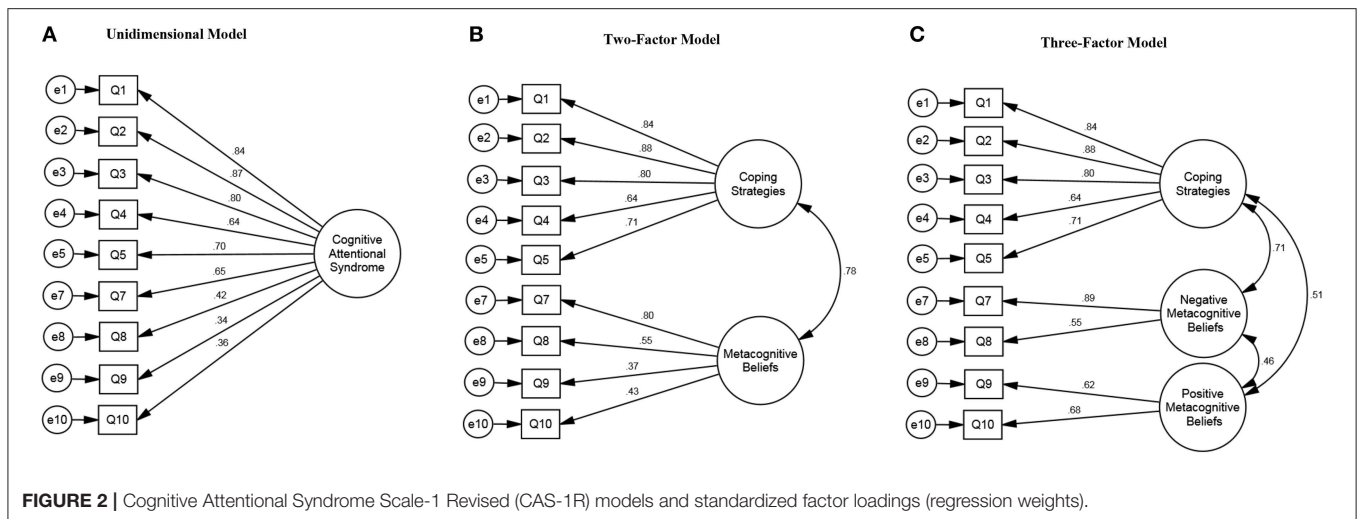 A
Unidimensional Model
e1
Q1
e2
Q2
e3
Q3
e4
Q4
e5
Q5
e7
Q7
e8
Q8
e9
Q9
e10
Q10
.84
.87
.80
.64
.70
.65
.42
.34
.36
Cognitive
Attentional
Syndrome
B
Two-Factor Model
e1
Q1
e2
Q2
e3
Q3
e4
Q4
e5
Q5
e7
Q7
e8
Q8
e9
Q9
e10
Q10
.84
.88
.80
.64
.71
Coping
Strategies
.78
.80
.55
.37
.43
Metacognitive
Beliefs
C
Three-Factor Model
e1
Q1
e2
Q2
e3
Q3
e4
Q4
e5
Q5
e7
Q7
e8
Q8
e9
Q9
e10
Q10
.84
.88
.80
.64
.71
Coping
Strategies
.71
.51
.89
.55
Negative
Metacognitive
Beliefs
.46
.62
.68
Positive
Metacognitive
Beliefs
FIGURE 2 | Cognitive Attentional Syndrome Scale-1 Revised (CAS-1R) models and standardized factor loadings (regression weights).